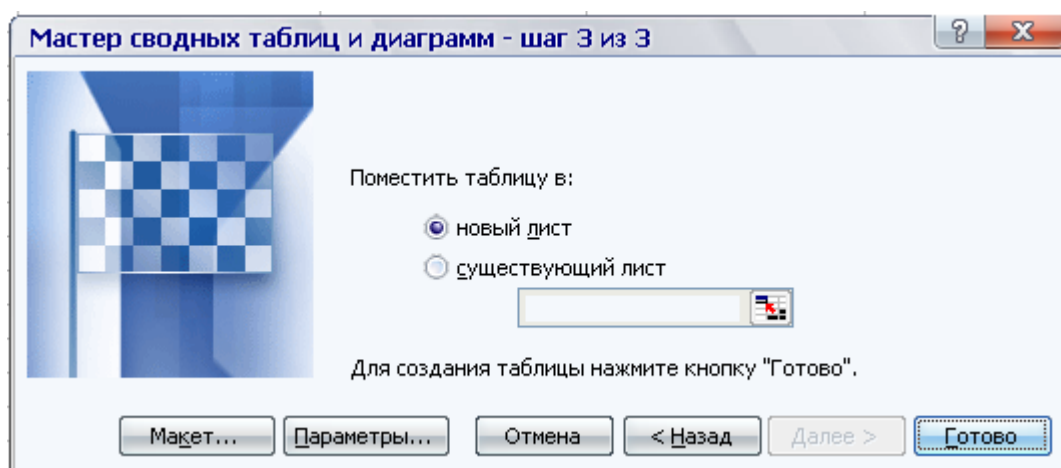 Мастер сводных таблиц и диаграмм - шаг 3 из 3
?
Поместить таблицу в:
новый лист
существующий лист
Для создания таблицы нажмите кнопку "Готово".
Макет... Параметры... Отмена < Назад Далее > Готово